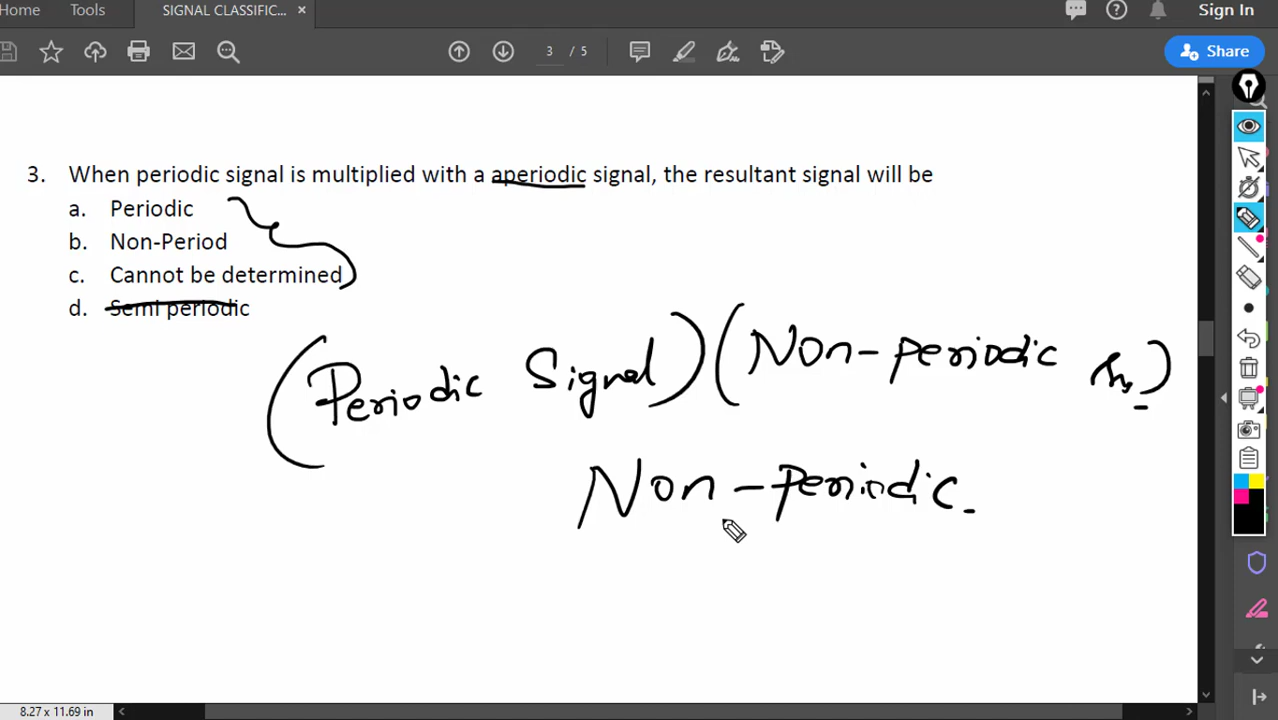 Home Tools SIGNAL CLASSIFIC... × Sign In
3 / 5 Share
3. When periodic signal is multiplied with a aperiodic signal, the resultant signal will be
a. Periodic
b. Non-Period
c. Cannot be determined
d. Semi periodic
(Periodic Signal)(Non-periodic )
Non-periodic.
8.27 x 11.69 in